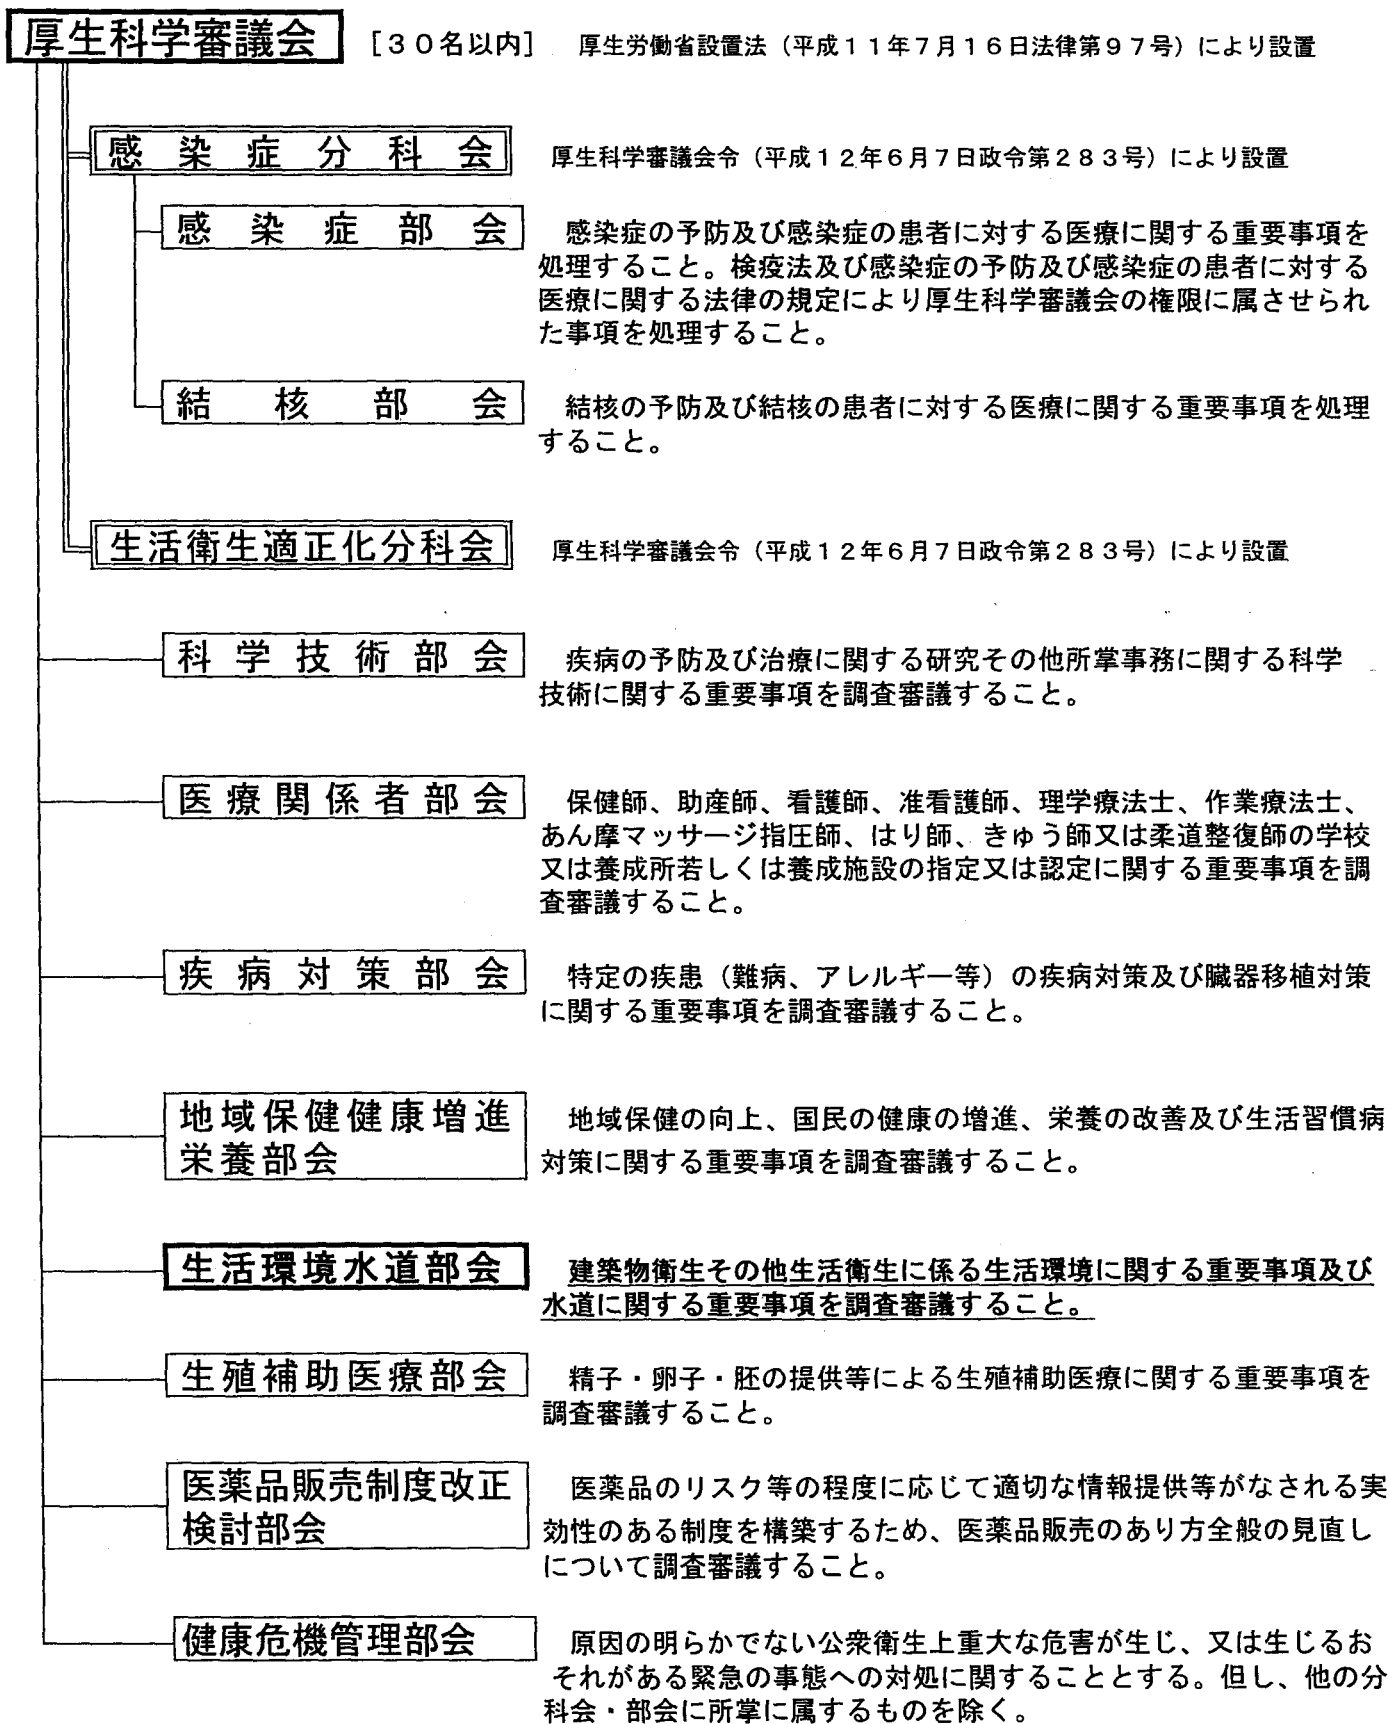 厚生科学審議会 [30名以内] 厚生労働省設置法(平成11年7月16日法律第97号)により設置
感染症分科会 厚生科学審議会令(平成12年6月7日政令第283号)により設置
感染症部会 感染症の予防及び感染症の患者に対する医療に関する重要事項を
処理すること。検疫法及び感染症の予防及び感染症の患者に対する
医療に関する法律の規定により厚生科学審議会の権限に属させられ
た事項を処理すること。
結核部会 結核の予防及び結核の患者に対する医療に関する重要事項を処理
すること。
生活衛生適正化分科会 厚生科学審議会令(平成12年6月7日政令第283号)により設置
科学技術部会 疾病の予防及び治療に関する研究その他所掌事務に関する科学
技術に関する重要事項を調査審議すること。
医療関係者部会 保健師、助産師、看護師、准看護師、理学療法士、作業療法士、
あん摩マッサージ指圧師、はり師、きゅう師又は柔道整復師の学校
又は養成所若しくは養成施設の指定又は認定に関する重要事項を調
査審議すること。
疾病対策部会 特定の疾患(難病、アレルギー等)の疾病対策及び臓器移植対策
に関する重要事項を調査審議すること。
地域保健健康増進
栄養部会
地域保健の向上、国民の健康の増進、栄養の改善及び生活習慣病
対策に関する重要事項を調査審議すること。
生活環境水道部会 建築物衛生その他生活衛生に係る生活環境に関する重要事項及び
水道に関する重要事項を調査審議すること。
生殖補助医療部会 精子・卵子・胚の提供等による生殖補助医療に関する重要事項を
調査審議すること。
医薬品販売制度改正
検討部会
医薬品のリスク等の程度に応じて適切な情報提供等がなされる実
効性のある制度を構築するため、医薬品販売のあり方全般の見直し
について調査審議すること。
健康危機管理部会 原因の明らかでない公衆衛生上重大な危害が生じ、又は生じるお
それがある緊急の事態への対処に関することとする。但し、他の分
科会・部会に所掌に属するものを除く。